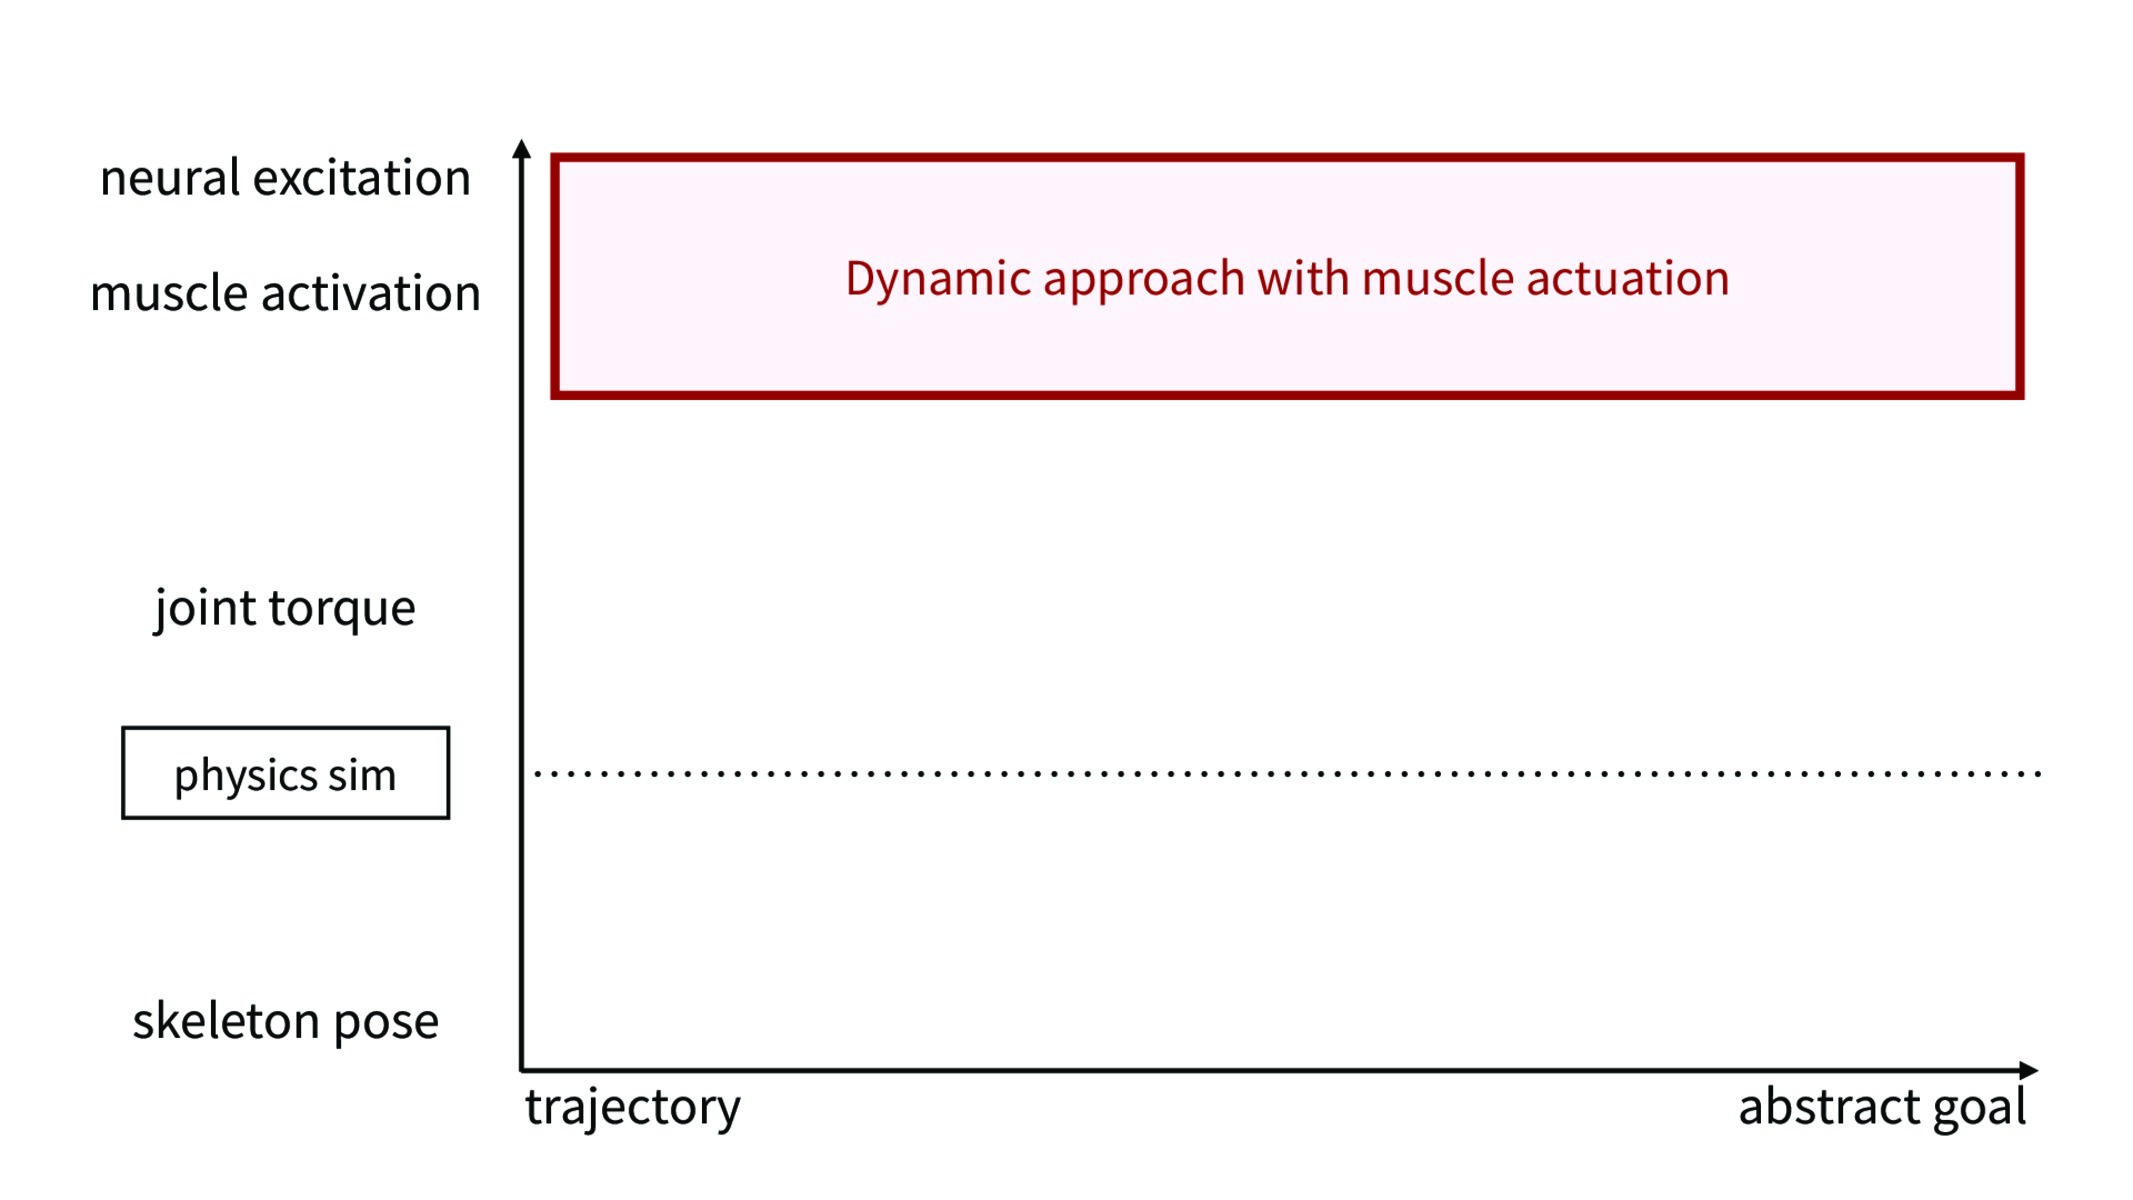 neural excitation
muscle activation
Dynamic approach with muscle actuation
joint torque
physics sim
skeleton pose
trajectory
abstract goal